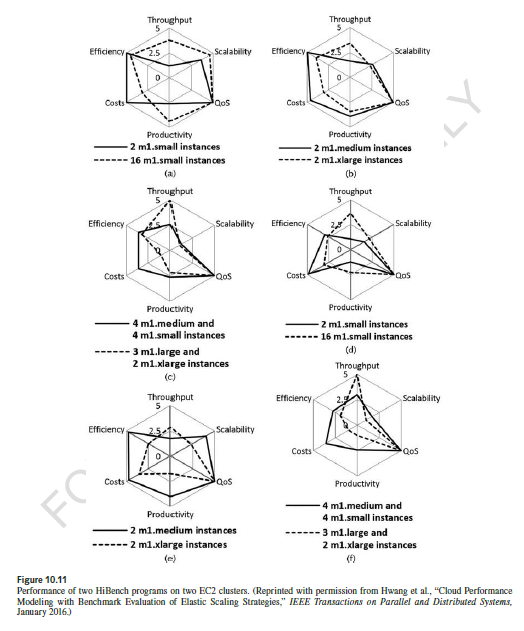 Throughput
5
Efficiency
2.5
Scalability
0
Costs
QoS
Productivity
2 m1.small instances
16 m1.small instances
(a)
Throughput
5
Efficiency
2.5
Scalability
0
Costs
QoS
Productivity
2 m1.medium instances
2 m1.xlarge instances
(b)
Throughput
5
Efficiency
Scalability
Costs
QoS
Productivity
4 m1.medium and
4 m1.small instances
3 m1.large and
2 m1.xlarge instances
(c)
Throughput
5
Efficiency
Scalability
0
Costs
QoS
Productivity
2 m1.small instances
16 m1.small instances
(d)
Throughput
5
Efficiency
2.5
Scalability
0
Costs
QoS
Productivity
2 m1.medium instances
2 m1.xlarge instances
(e)
Throughput
5
Efficiency
Scalability
Costs
QoS
Productivity
4 m1.medium and
4 m1.small instances
3 m1.large and
2 m1.xlarge instances
(f)
Figure 10.11
Performance of two HiBench programs on two EC2 clusters. (Reprinted with permission from Hwang et al., “Cloud Performance
Modeling with Benchmark Evaluation of Elastic Scaling Strategies,” IEEE Transactions on Parallel and Distributed Systems,
January 2016.)